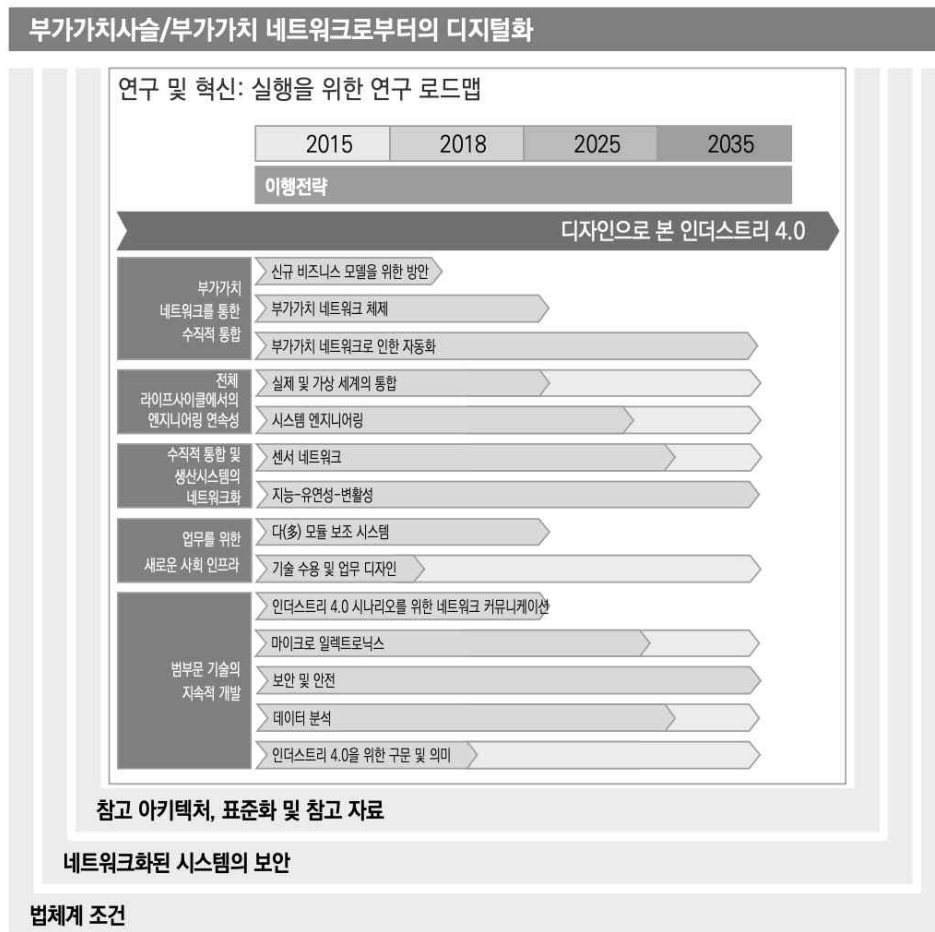 부가가치사슬/부가가치 네트워크로부터의 디지털화
연구 및 혁신: 실행을 위한 연구 로드맵
2015 2018 2025 2035
이행전략
디자인으로 본 인더스트리 4.0
부가가치
네트워크를 통한
수직적 통합
신규 비즈니스 모델을 위한 방안
부가가치 네트워크 체제
부가가치 네트워크로 인한 자동화
전체
라이프사이클에서의
엔지니어링 연속성
실제 및 가상 세계의 통합
시스템 엔지니어링
수직적 통합 및
생산시스템의
네트워크화
센서 네트워크
지능-유연성-변활성
업무를 위한
새로운 사회 인프라
다(多) 모듈 보조 시스템
기술 수용 및 업무 디자인
범부문 기술의
지속적 개발
인더스트리 4.0 시나리오를 위한 네트워크 커뮤니케이션
마이크로 일렉트로닉스
보안 및 안전
데이터 분석
인더스트리 4.0을 위한 구문 및 의미
참고 아키텍처, 표준화 및 참고 자료
네트워크화된 시스템의 보안
법체계 조건